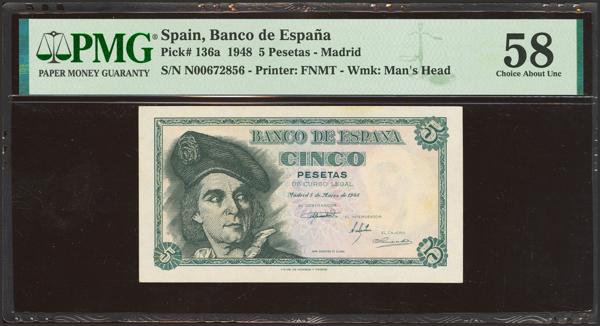 PMG®
PAPER MONEY GUARANTY
Spain, Banco de España
Pick# 136a 1948 5 Pesetas - Madrid
S/N N00672856 - Printer: FNMT - Wmk: Man's Head
58
Choice About Unc
BANCO DE ESPAÑA
CINCO
PESETAS
DE CURSO LEGAL
Madrid 5 de Marzo de 1948
EL GOBERNADOR
EL INTERVENTOR
EL CAJERO
5
5